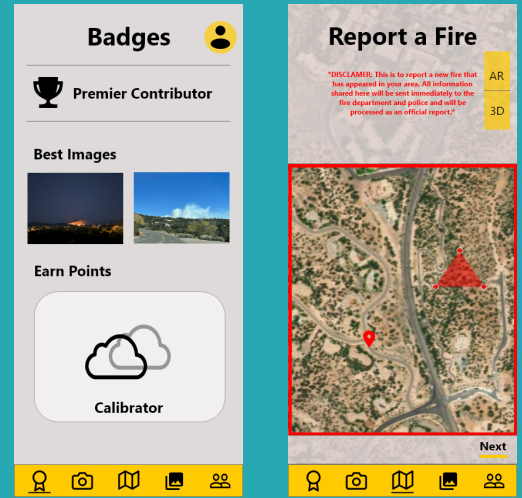 Badges
Premier Contributor
Best Images
Earn Points
Calibrator
Report a Fire
*DISCLAMER: This is to report a new fire that
has appeared in your area. All information
shared here will be sent immediately to the
fire department and police and will be
processed as an official report.*
AR
3D
Next